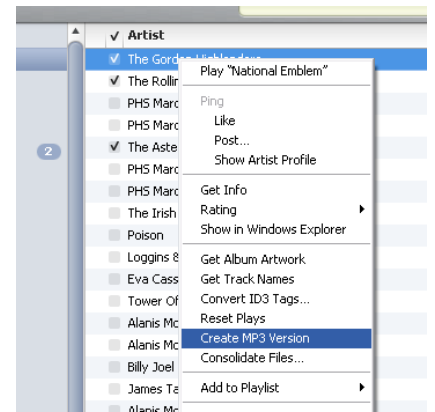 ✓ Artist
The Gordon Highlanders
Play "National Emblem"
The Rollin
Ping
PHS Marc
Like
PHS Marc
Post...
2
The Aste
Show Artist Profile
PHS Marc
PHS Marc
Get Info
The Irish
Rating
Poison
Show in Windows Explorer
Loggins &
Get Album Artwork
Eva Cass
Get Track Names
Tower Of
Convert ID3 Tags...
Alanis Mo
Reset Plays
Alanis Mo
Create MP3 Version
Billy Joel
Consolidate Files...
James Ta
Add to Playlist
Alanis Mo